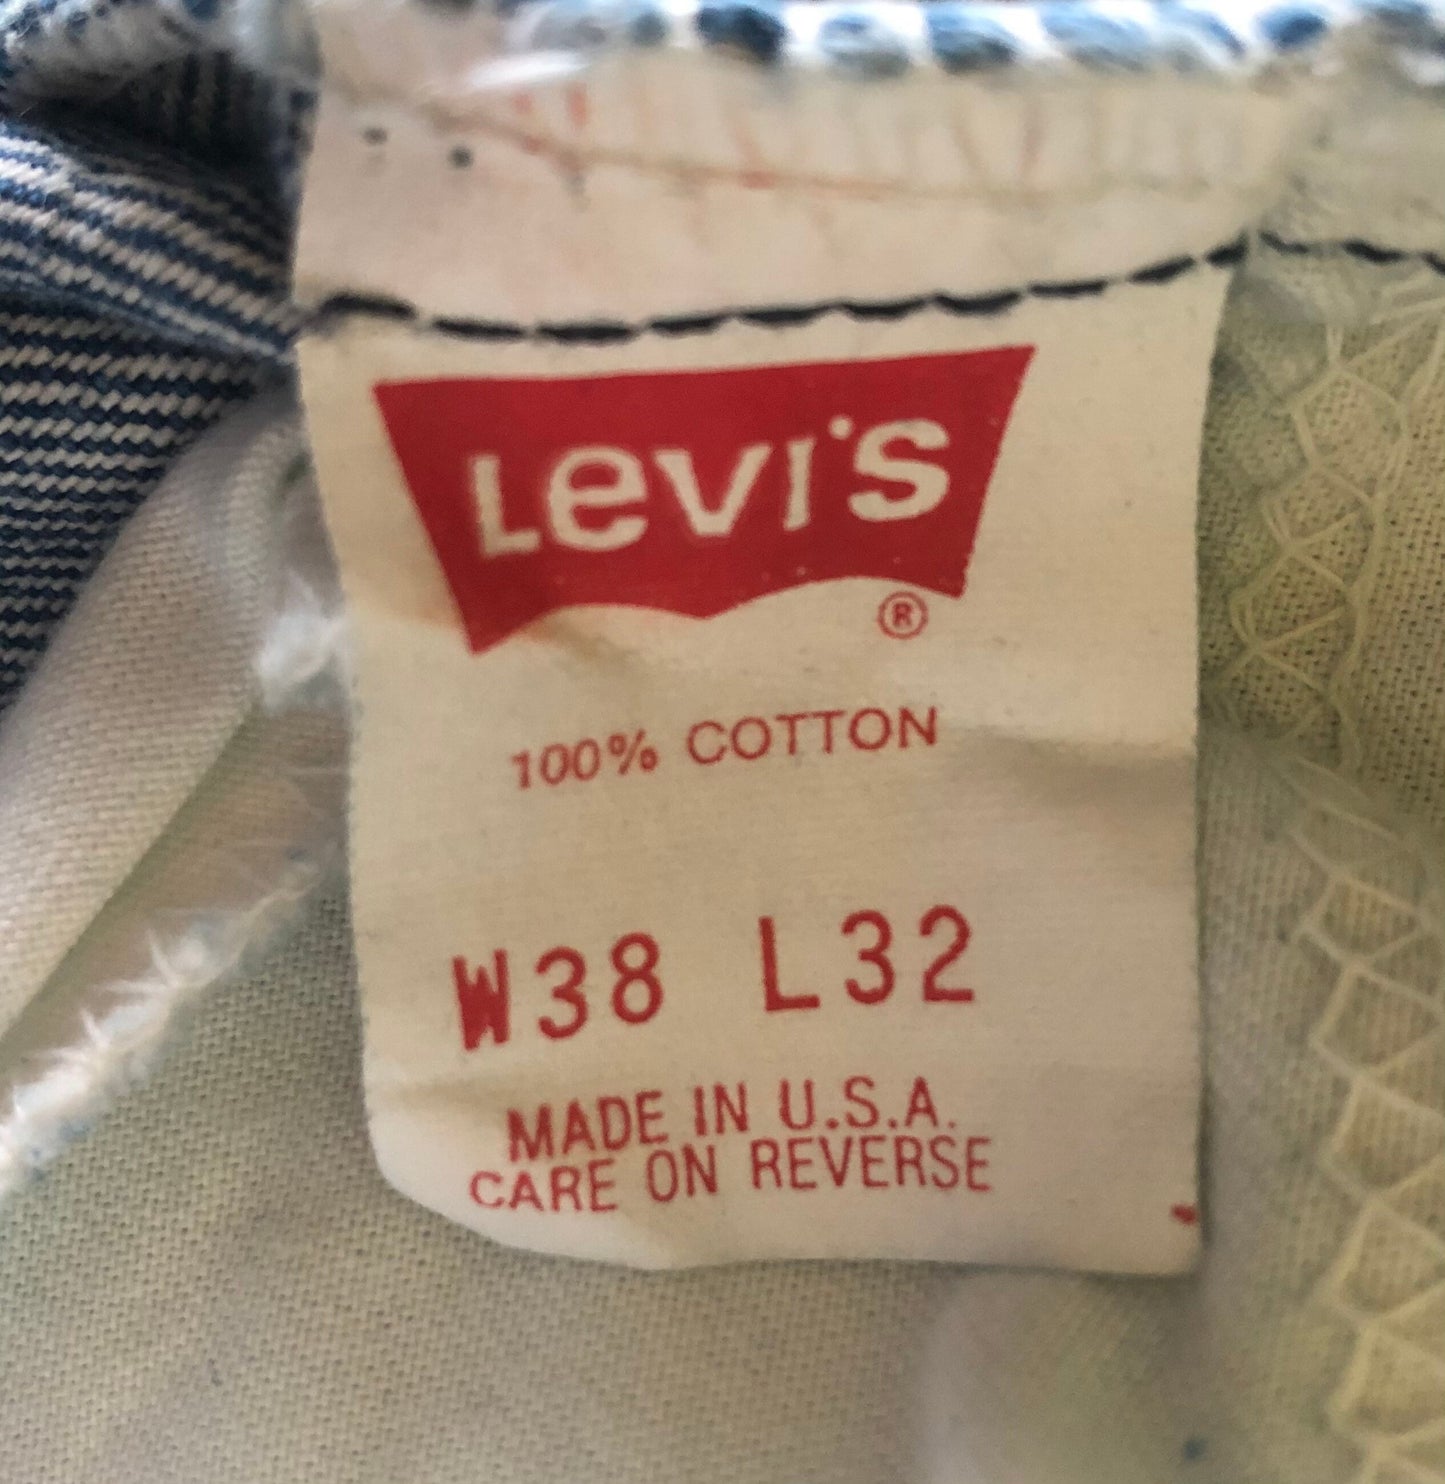 Levi's
®
100% COTTON
W38 L32
MADE IN U.S.A.
CARE ON REVERSE